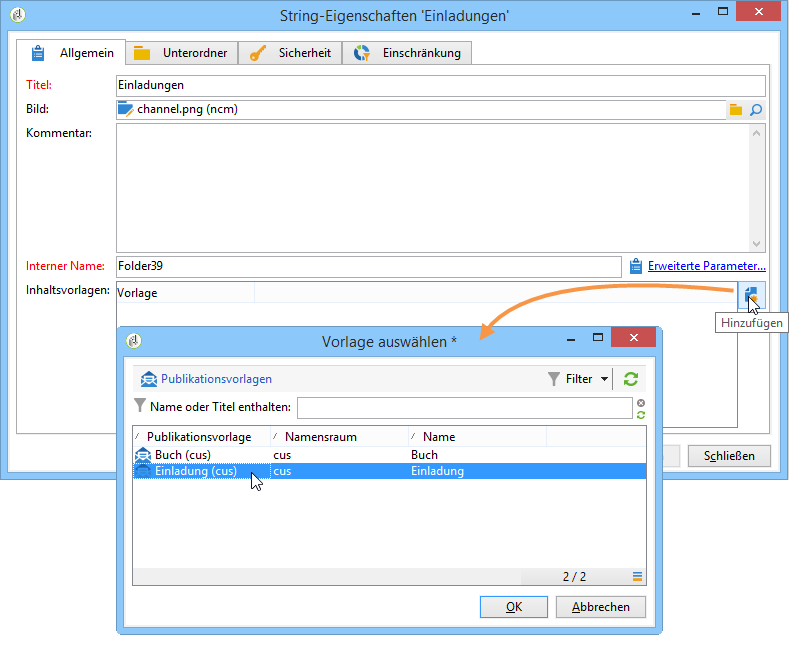 String-Eigenschaften 'Einladungen'
Allgemein Unterordner Sicherheit Einschränkung
Titel: Einladungen
Bild: channel.png (ncm)
Kommentar:
Interner Name: Folder39 Erweiterte Parameter...
Inhaltsvorlagen: Vorlage
Hinzufügen
Vorlage auswählen *
Publikationsvorlagen Filter
Name oder Titel enthalten:
Publikationsvorlage Namensraum Name
Buch (cus) cus Buch
Einladung (cus) cus Einladung
2 / 2
Schließen
OK Abbrechen